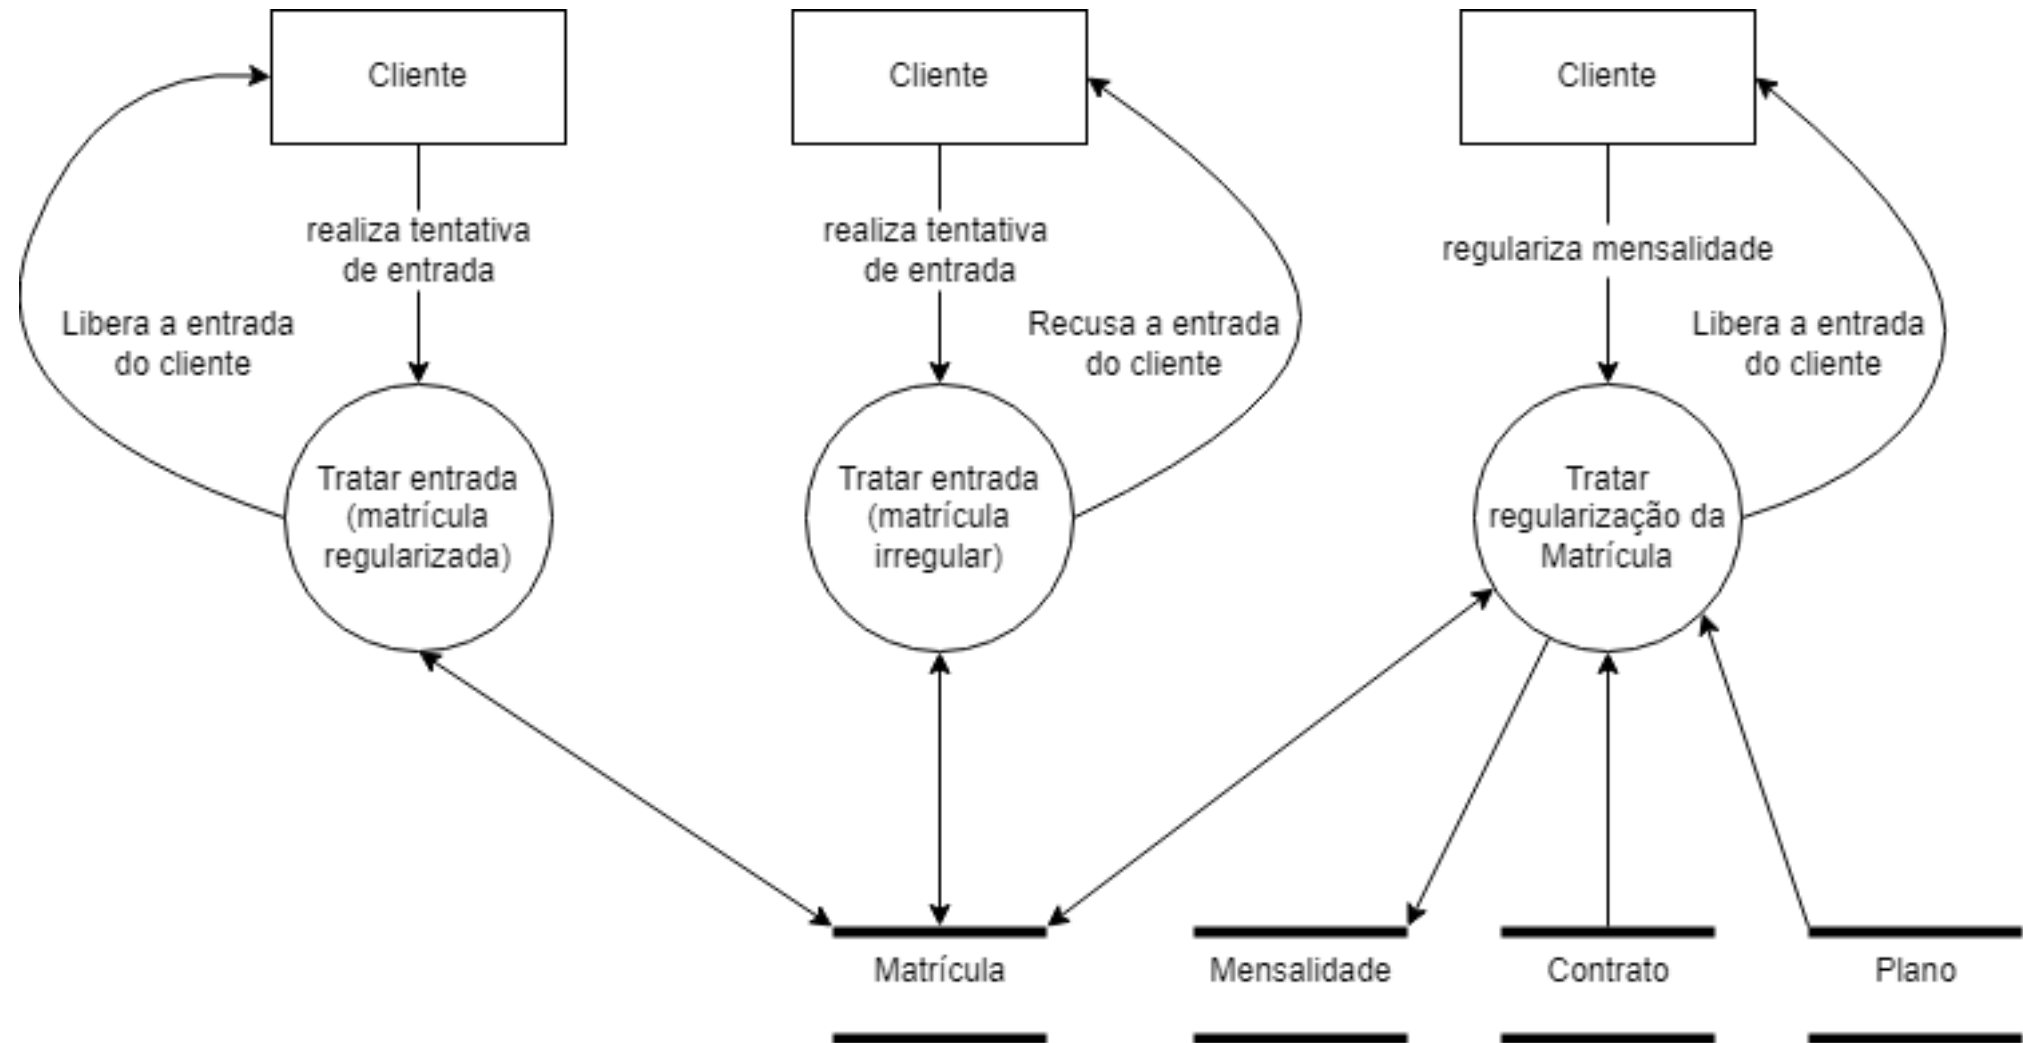 Cliente
Cliente
Cliente
realiza tentativa
de entrada
realiza tentativa
de entrada
regulariza mensalidade
Libera a entrada
do cliente
Recusa a entrada
do cliente
Libera a entrada
do cliente
Tratar entrada
(matrícula
regularizada)
Tratar entrada
(matrícula
irregular)
Tratar
regularização da
Matrícula
Matrícula
Mensalidade
Contrato
Plano